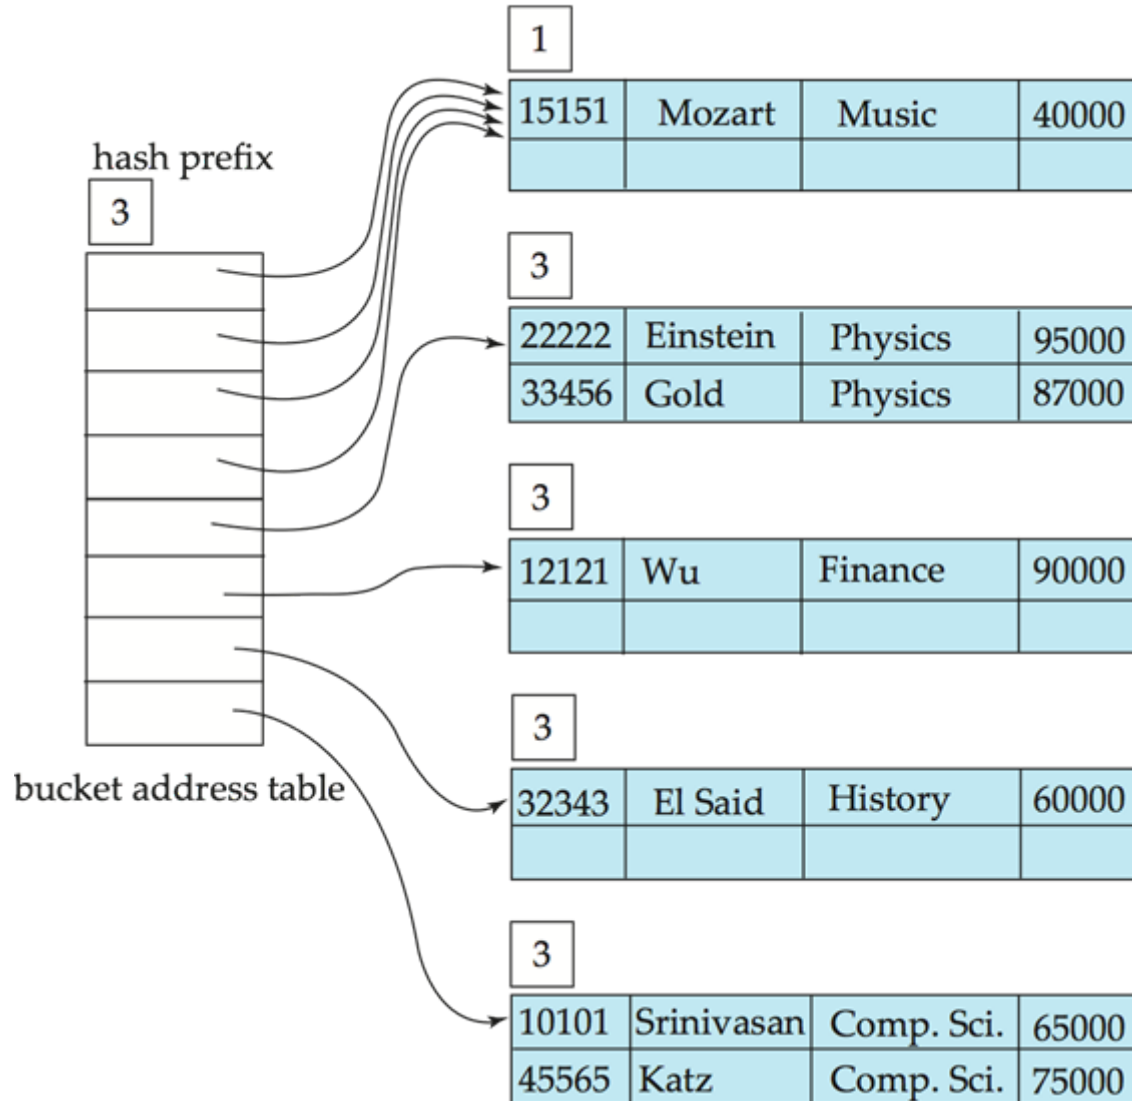 1
15151 Mozart Music 40000
hash prefix
3
3
22222 Einstein Physics 95000
33456 Gold Physics 87000
3
12121 Wu Finance 90000
3
bucket address table
32343 El Said History 60000
3
10101 Srinivasan Comp. Sci. 65000
45565 Katz Comp. Sci. 75000